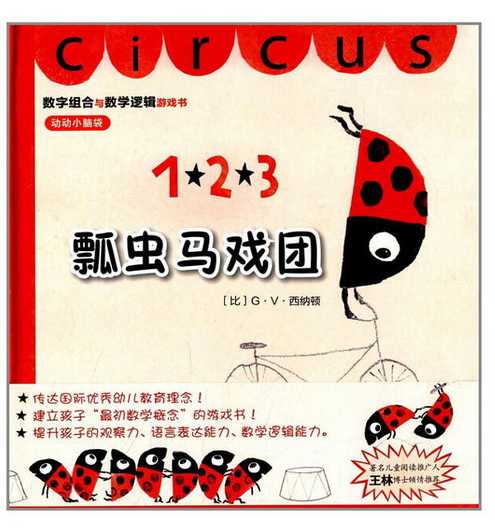 circus
数字组合与数学逻辑游戏书
动动小脑袋
1★2★3
瓢虫马戏团
［比］G·V·西纳顿
★ 传达国际优秀幼儿教育理念！
★ 建立孩子“最初数学概念”的游戏书！
★ 提升孩子的观察力、语言表达能力、数学逻辑能力。
著名儿童阅读推广人
王林博士倾情推荐